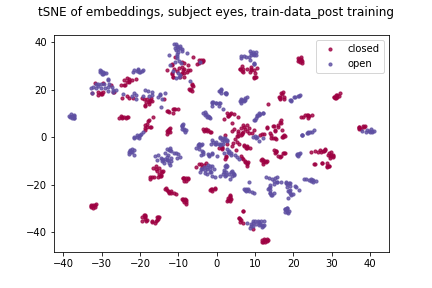 tSNE of embeddings, subject eyes, train-data_post training
closed
open
40
20
0
−20
−40
−40 −30 −20 −10 0 10 20 30 40